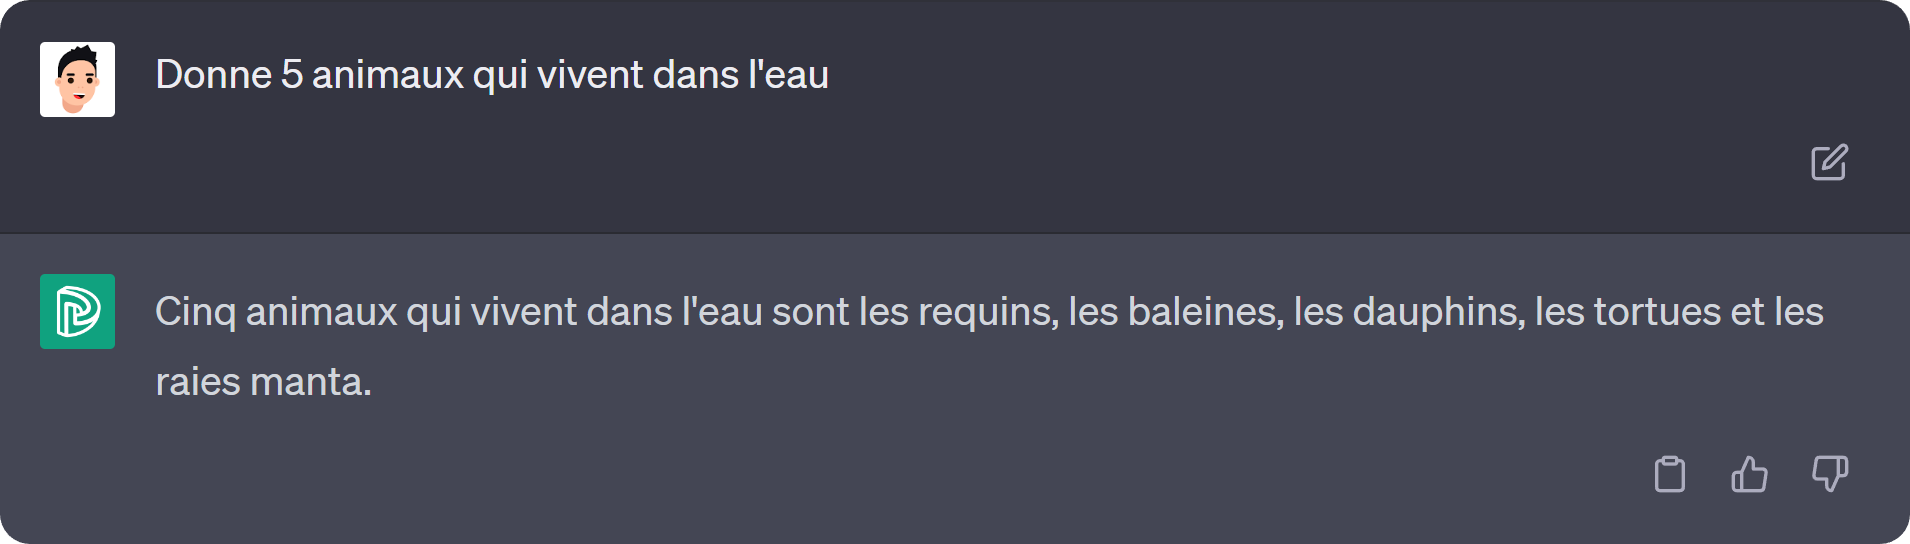 Donne 5 animaux qui vivent dans l'eau
Cinq animaux qui vivent dans l'eau sont les requins, les baleines, les dauphins, les tortues et les
raies manta.